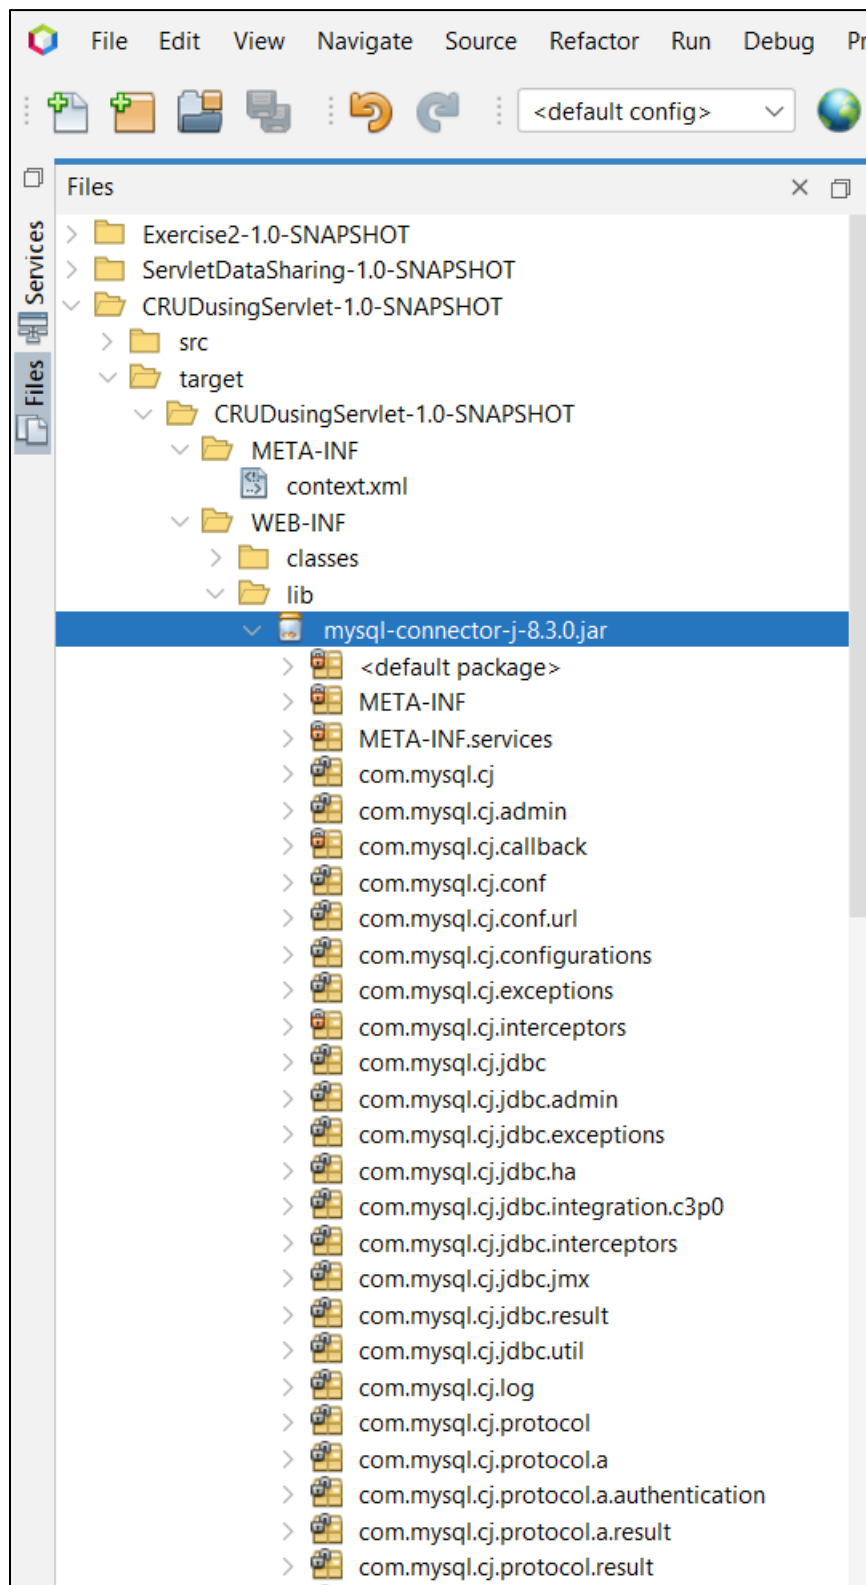 File Edit View Navigate Source Refactor Run Debug Pr
<default config>
Services
Files
Files
Exercise2-1.0-SNAPSHOT
ServletDataSharing-1.0-SNAPSHOT
CRUDusingServlet-1.0-SNAPSHOT
src
target
CRUDusingServlet-1.0-SNAPSHOT
META-INF
context.xml
WEB-INF
classes
lib
mysql-connector-j-8.3.0.jar
<default package>
META-INF
META-INF.services
com.mysql.cj
com.mysql.cj.admin
com.mysql.cj.callback
com.mysql.cj.conf
com.mysql.cj.conf.url
com.mysql.cj.configurations
com.mysql.cj.exceptions
com.mysql.cj.interceptors
com.mysql.cj.jdbc
com.mysql.cj.jdbc.admin
com.mysql.cj.jdbc.exceptions
com.mysql.cj.jdbc.ha
com.mysql.cj.jdbc.integration.c3p0
com.mysql.cj.jdbc.interceptors
com.mysql.cj.jdbc.jmx
com.mysql.cj.jdbc.result
com.mysql.cj.jdbc.util
com.mysql.cj.log
com.mysql.cj.protocol
com.mysql.cj.protocol.a
com.mysql.cj.protocol.a.authentication
com.mysql.cj.protocol.a.result
com.mysql.cj.protocol.result